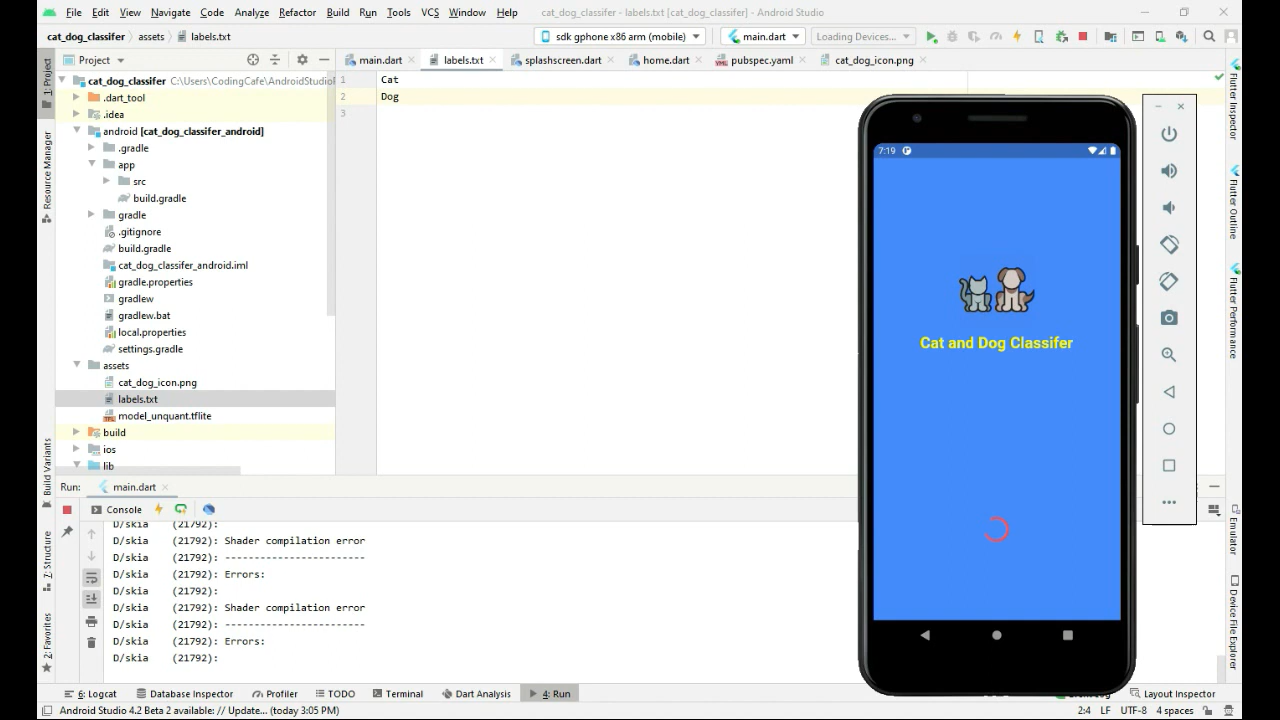 File Edit View Navigate Code Analyze Refactor Build Run Tools VCS Window Help cat_dog_classifer - labels.txt [cat_dog_classifer] - Android Studio
cat_dog_classifer assets labels.txt sdk gphone x86 arm (mobile) main.dart Loading Devices...
Project main.dart labels.txt splashscreen.dart home.dart pubspec.yaml cat_dog_icon.png
cat_dog_classifer C:\Users\CodingCafe\AndroidStudioI
.dart_tool
.idea
android [cat_dog_classifer_android]
.gradle
app
src
build.gradle
gradle
.gitignore
build.gradle
cat_dog_classifer_android.iml
gradle.properties
gradlew
gradlew.bat
local.properties
settings.gradle
assets
cat_dog_icon.png
labels.txt
model_unquant.tflite
build
ios
lib
1 Cat
2 Dog
3
1: Project
Resource Manager
Build Variants
7: Structure
2: Favorites
7:19
Cat and Dog Classifer
Flutter Inspector
Flutter Outline
Flutter Performance
Emulator
Device File Explorer
Run: main.dart
Console
D/skia (21792):
D/skia (21792): Shader compilation error
D/skia (21792): ------------------------
D/skia (21792): Errors:
D/skia (21792):
D/skia (21792): Shader compilation error
D/skia (21792): ------------------------
D/skia (21792): Errors:
D/skia (21792):
6: Logcat Database Inspector Profiler TODO Terminal Dart Analysis 4: Run Layout Inspector
Android Studio 4.2 Beta 2 available: // Update... (today 3:05 PM) 2:4 LF UTF-8 4 spaces